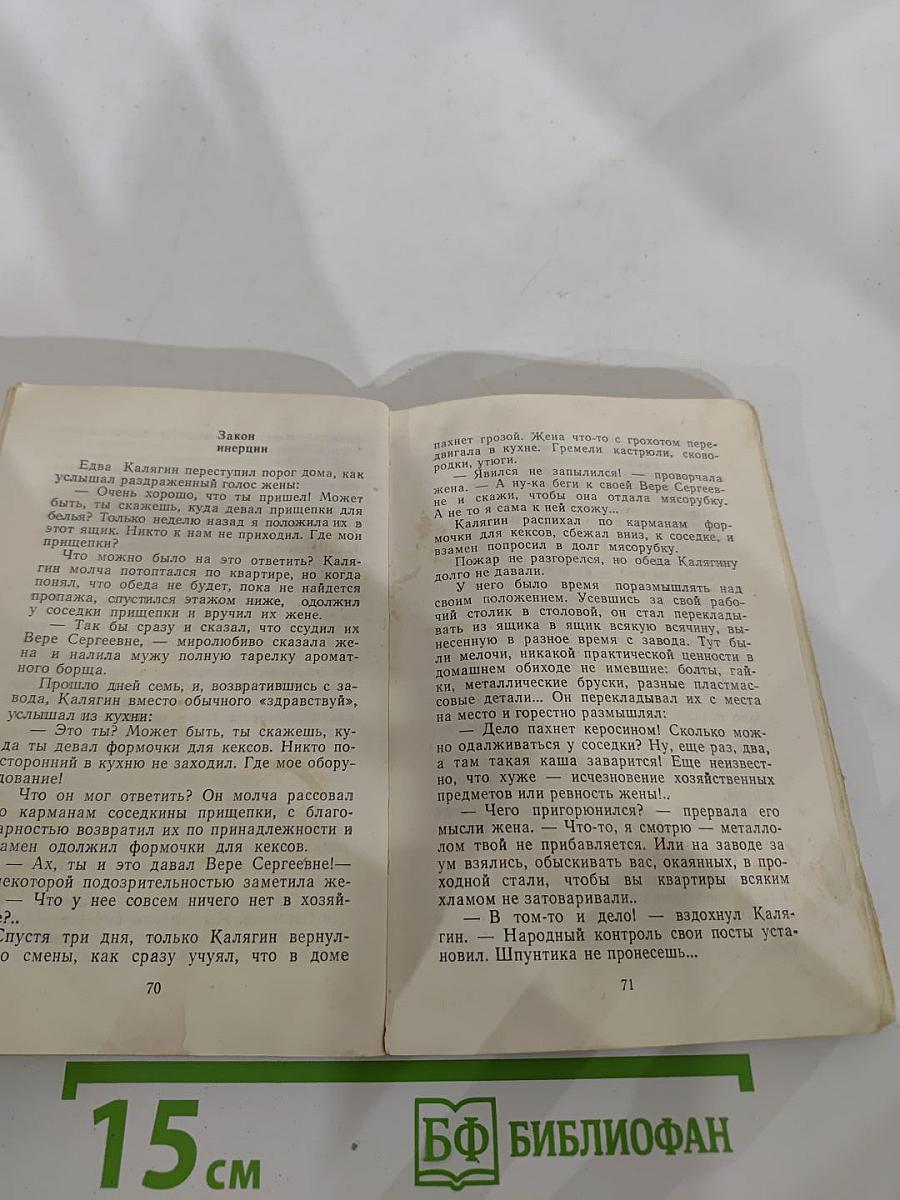 Закон
инерции
Едва Калягин переступил порог дома, как
услышал раздраженный голос жены:
— Очень хорошо, что ты пришел! Может
быть, ты скажешь, куда девал прищепки для
белья? Только неделю назад я положила их в
этот ящик. Никто к нам не приходил. Где мои
прищепки?
Что можно было на это ответить? Каля-
гин молча потоптался по квартире, но когда
понял, что обеда не будет, пока не найдется
пропажа, спустился этажом ниже, одолжил
у соседки прищепки и вручил их жене.
— Так бы сразу и сказал, что ссудил их
Вере Сергеевне, — миролюбиво сказала же-
на и налила мужу полную тарелку аромат-
ного борща.
Прошло дней семь, и, возвратившись с за-
вода, Калягин вместо обычного «здравствуй»,
услышал из кухни:
— Это ты? Может быть, ты скажешь, ку-
да ты девал формочки для кексов. Никто по-
сторонний в кухню не заходил. Где мое обору-
дование!
Что он мог ответить? Он молча рассовал
о карманам соседкины прищепки, с благо-
арностью возвратил их по принадлежности и
амен одолжил формочки для кексов.
— Ах, ты и это давал Вере Сергеевне!—
некоторой подозрительностью заметила же-
— Что у нее совсем ничего нет в хозяй-
е?..
Спустя три дня, только Калягин вернул-
о смены, как сразу учуял, что в доме
70
пахнет грозой. Жена что-то с грохотом пере-
двигала в кухне. Гремели кастрюли, сково-
родки, утюги.
— Явился не запылился! — проворчала
жена. — А ну-ка беги к своей Вере Сергеев-
не и скажи, чтобы она отдала мясорубку.
А не то я сама к ней схожу...
Калягин распихал по карманам фор-
мочки для кексов, сбежал вниз, к соседке, и
взамен попросил в долг мясорубку.
Пожар не разгорелся, но обеда Калягину
долго не давали.
У него было время поразмышлять над
своим положением. Усевшись за свой рабо-
чий столик в столовой, он стал переклады-
вать из ящика в ящик всякую всячину, вы-
несенную в разное время с завода. Тут бы-
ли мелочи, никакой практической ценности в
домашнем обиходе не имевшие: болты, гай-
ки, металлические бруски, разные пластмас-
совые детали... Он перекладывал их с места
на место и горестно размышлял:
— Дело пахнет керосином! Сколько мож-
но одалживаться у соседки? Ну, еще раз, два,
а там такая каша заварится! Еще неизвест-
но, что хуже — исчезновение хозяйственных
предметов или ревность жены!..
— Чего пригорюнился? — прервала его
мысли жена. — Что-то, я смотрю — металло-
лом твой не прибавляется. Или на заводе за
ум взялись, обыскивать вас, окаянных, в про-
ходной стали, чтобы вы квартиры всяким
хламом не затоваривали..
— В том-то и дело! — вздохнул Каля-
гин. — Народный контроль свои посты уста-
новил. Шпунтика не пронесешь...
71
15 см
БФ БИБЛИОФАН